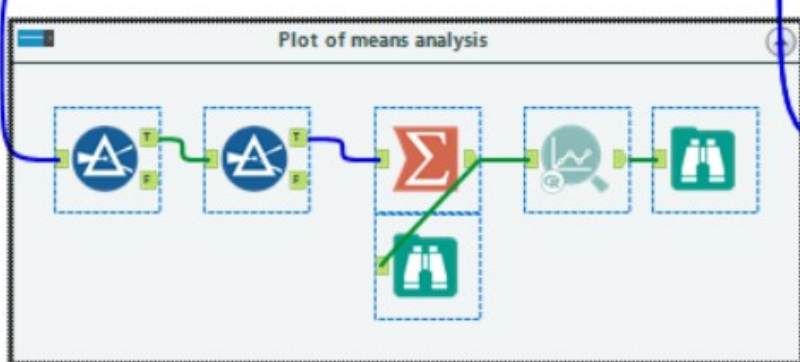 Plot of means analysis
T
T
F
F
Σ
R